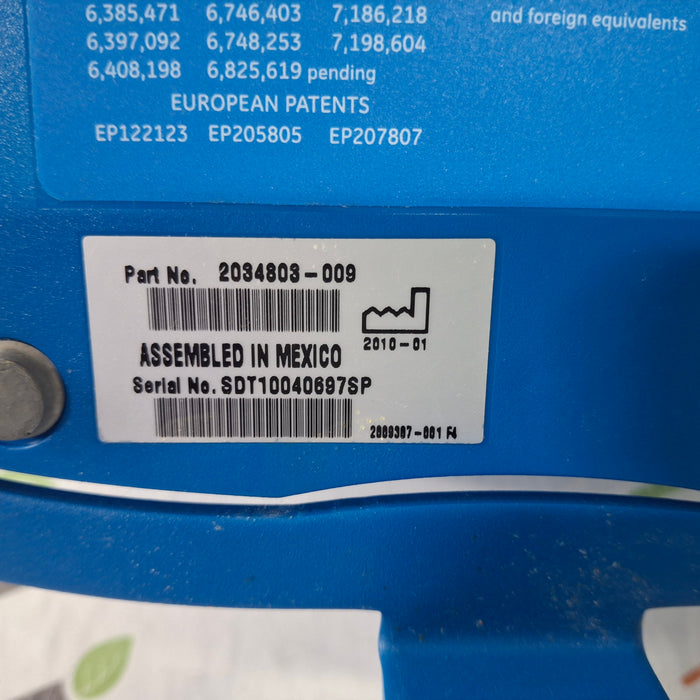 6,385,471 6,746,403 7,186,218
and foreign equivalents
6,397,092 6,748,253 7,198,604
6,408,198 6,825,619 pending
EUROPEAN PATENTS
EP122123 EP205805 EP207807
Part No. 2034803-009
2010-01
ASSEMBLED IN MEXICO
Serial No. SDT10040697SP
2009387-001 F4